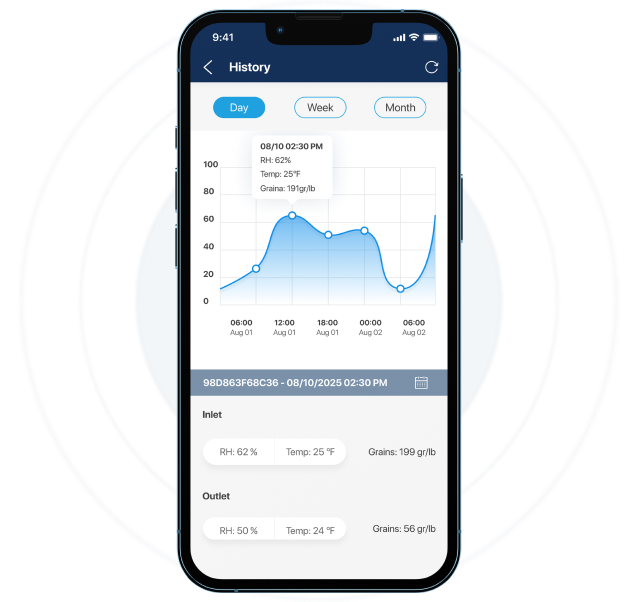 9:41
History
Day Week Month
08/10 02:30 PM
RH: 62%
Temp: 25°F
Graina: 191gr/lb
100
80
60
40
20
0
06:00 12:00 18:00 00:00 06:00
Aug 01 Aug 01 Aug 01 Aug 02 Aug 02
98D863F68C36 - 08/10/2025 02:30 PM
Inlet
RH: 62 % Temp: 25 °F Grains: 199 gr/lb
Outlet
RH: 50 % Temp: 24 °F Grains: 56 gr/lb